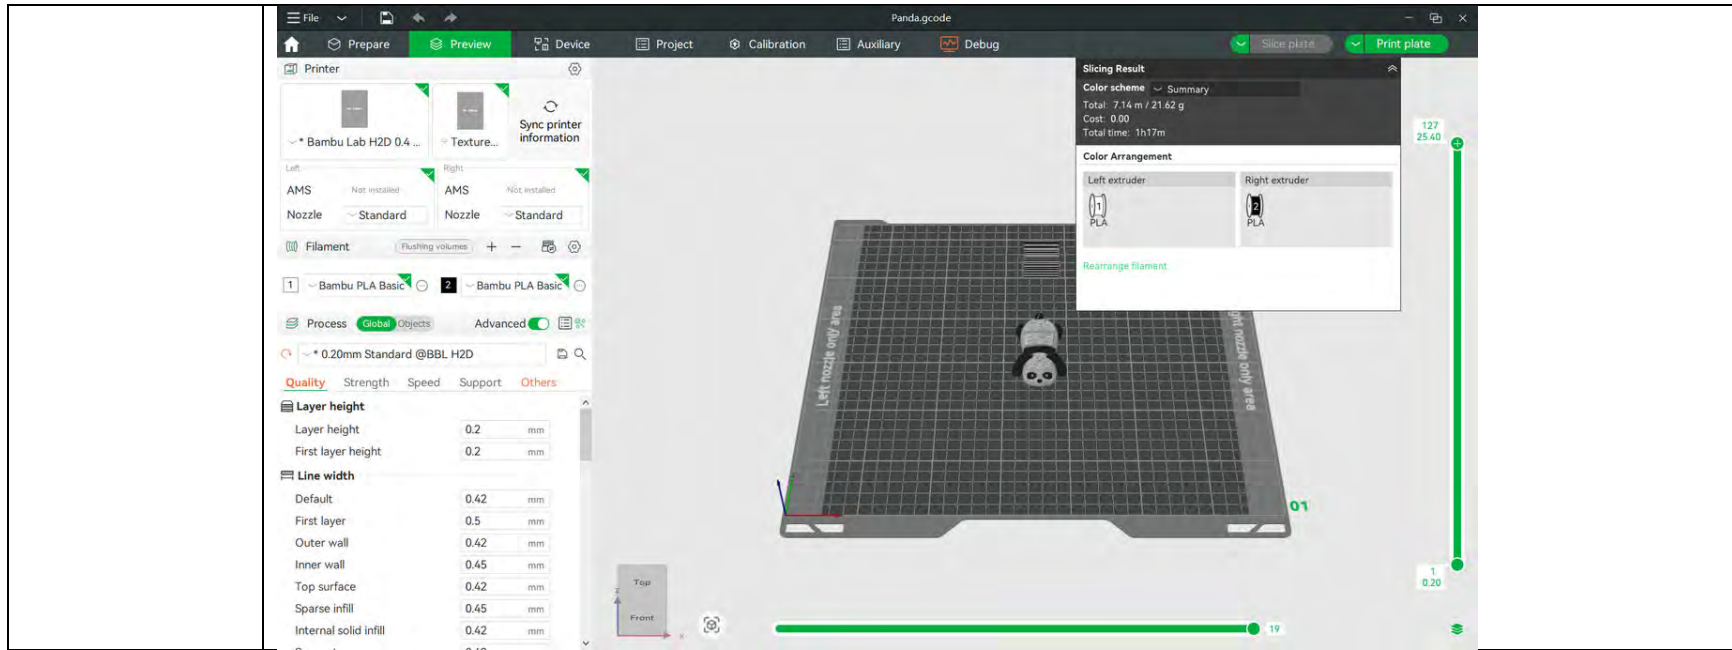 File
Panda.gcode
Prepare
Preview
Device
Project
Calibration
Auxiliary
Debug
Slice plate
Print plate
Printer
* Bambu Lab H2D 0.4 ...
Texture...
Sync printer
information
Left
AMS Not installed
Nozzle Standard
Right
AMS Not installed
Nozzle Standard
Filament
Flushing volumes
1 Bambu PLA Basic
2 Bambu PLA Basic
Process
Global Objects
Advanced
* 0.20mm Standard @BBL H2D
Quality Strength Speed Support Others
Layer height
Layer height 0.2 mm
First layer height 0.2 mm
Line width
Default 0.42 mm
First layer 0.5 mm
Outer wall 0.42 mm
Inner wall 0.45 mm
Top surface 0.42 mm
Sparse infill 0.45 mm
Internal solid infill 0.42 mm
Slicing Result
Color scheme Summary
Total: 7.14 m / 21.62 g
Cost: 0.00
Total time: 1h17m
Color Arrangement
Left extruder
1
PLA
Right extruder
2
PLA
Rearrange filament
127
25.40
Left nozzle only area
ght nozzle only area
01
1
0.20
Top
Front
z
x
19